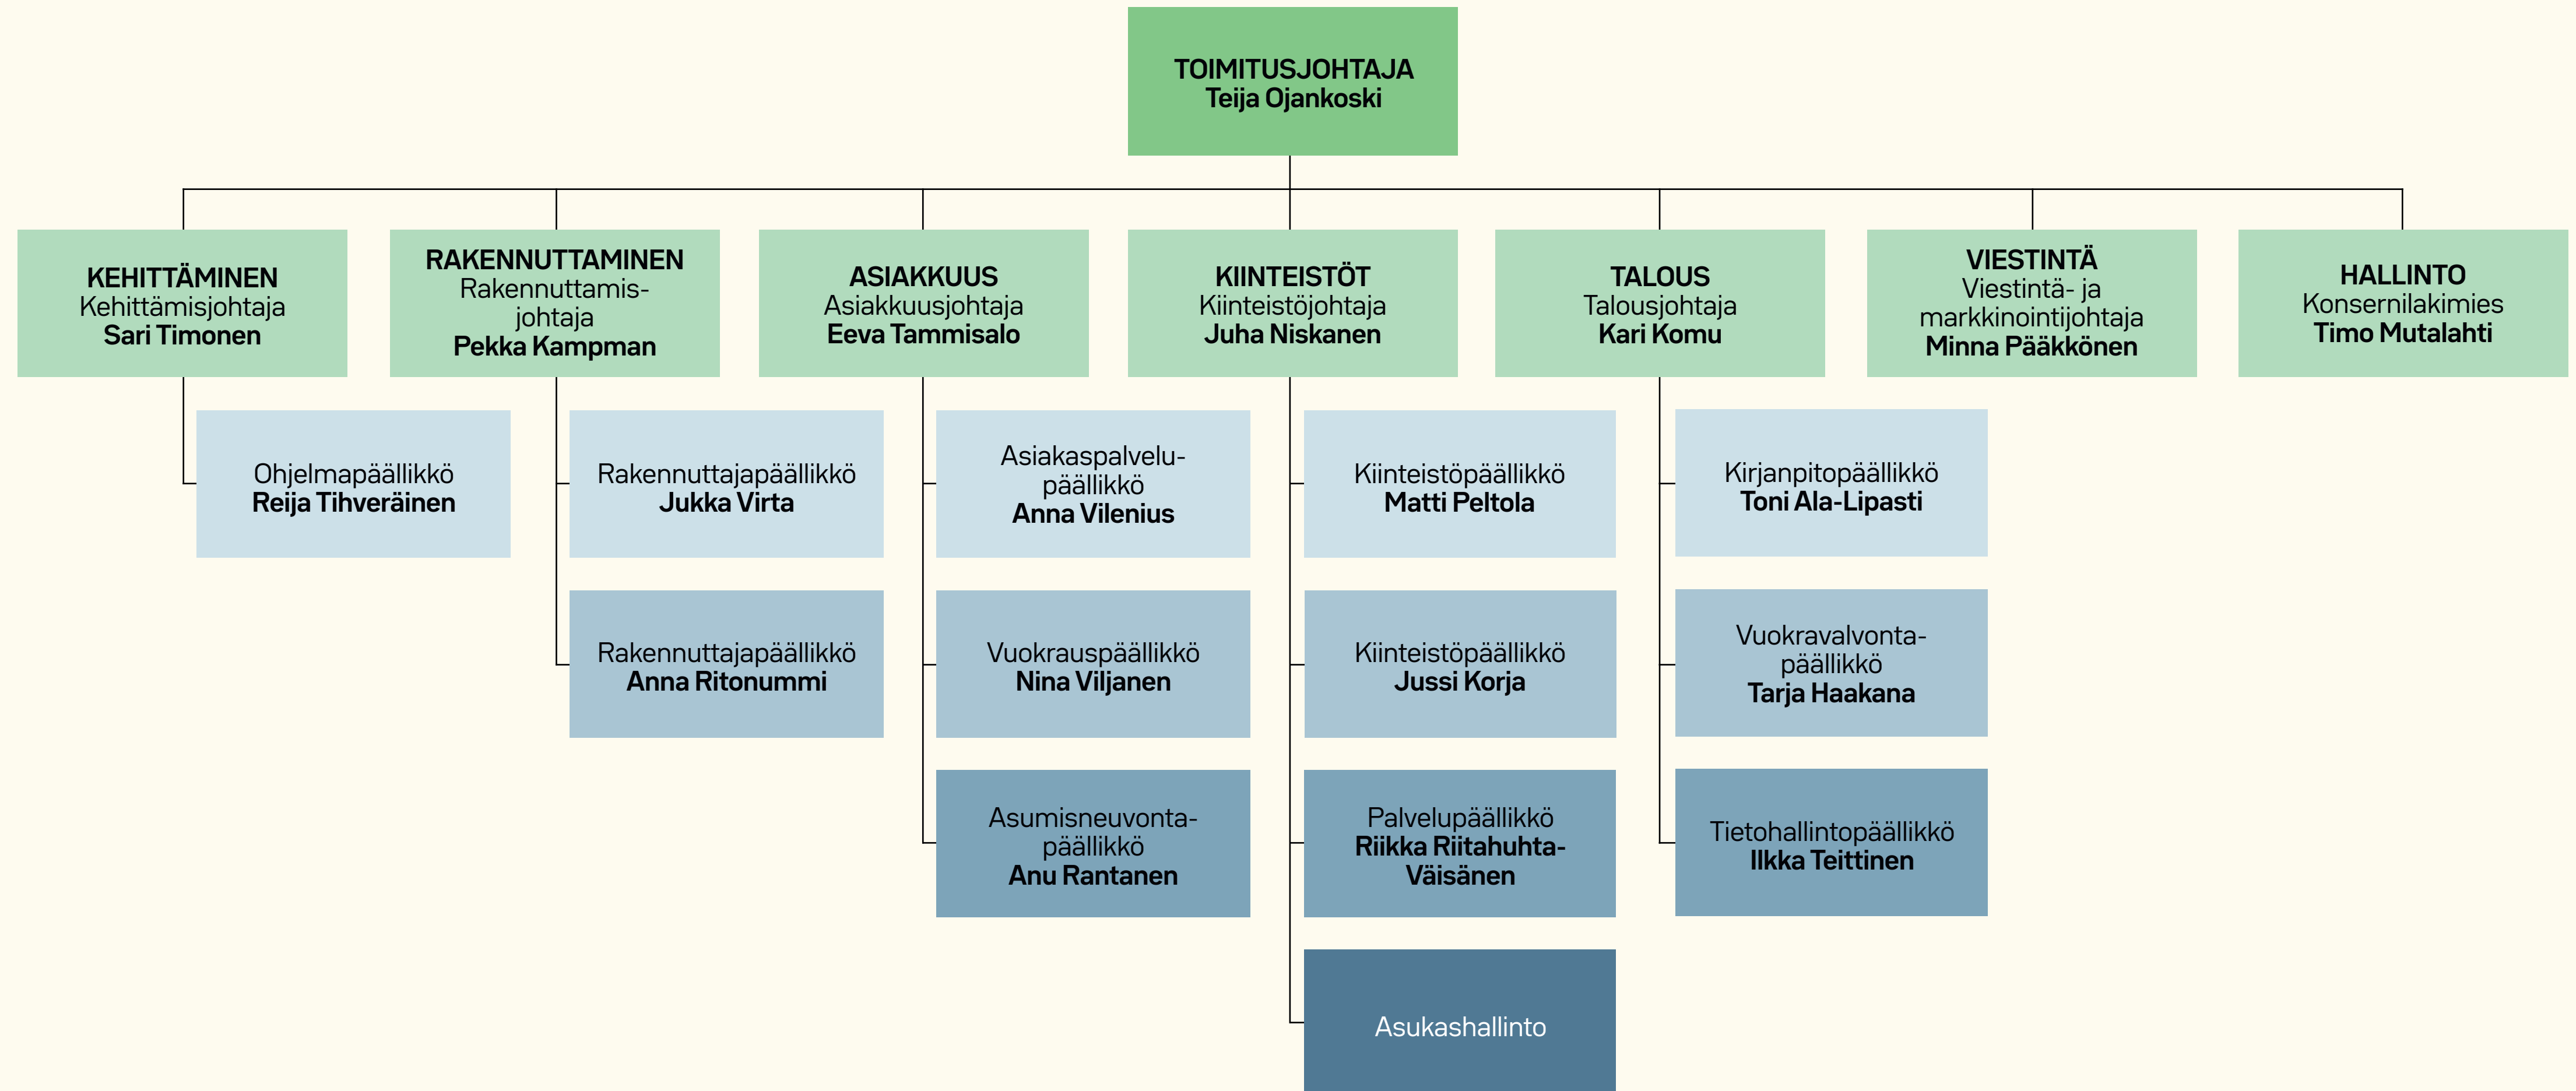 TOIMITUSJOHTAJA
Teija Ojankoski
KEHITTÄMINEN
Kehittämisjohtaja
Sari Timonen
RAKENNUTTAMINEN
Rakennuttamis-
johtaja
Pekka Kampman
ASIAKKUUS
Asiakkuusjohtaja
Eeva Tammisalo
KIINTEISTÖT
Kiinteistöjohtaja
Juha Niskanen
TALOUS
Talousjohtaja
Kari Komu
VIESTINTÄ
Viestintä- ja
markkinointijohtaja
Minna Pääkkönen
HALLINTO
Konsernilakimies
Timo Mutalahti
Ohjelmapäällikkö
Reija Tihveräinen
Rakennuttajapäällikkö
Jukka Virta
Rakennuttajapäällikkö
Anna Ritonummi
Asiakaspalvelu-
päällikkö
Anna Vilenius
Vuokrauspäällikkö
Nina Viljanen
Asumisneuvonta-
päällikkö
Anu Rantanen
Kiinteistöpäällikkö
Matti Peltola
Kiinteistöpäällikkö
Jussi Korja
Palvelupäällikkö
Riikka Riitahuhta-
Väisänen
Asukashallinto
Kirjanpitopäällikkö
Toni Ala-Lipasti
Vuokravalvonta-
päällikkö
Tarja Haakana
Tietohallintopäällikkö
Ilkka Teittinen